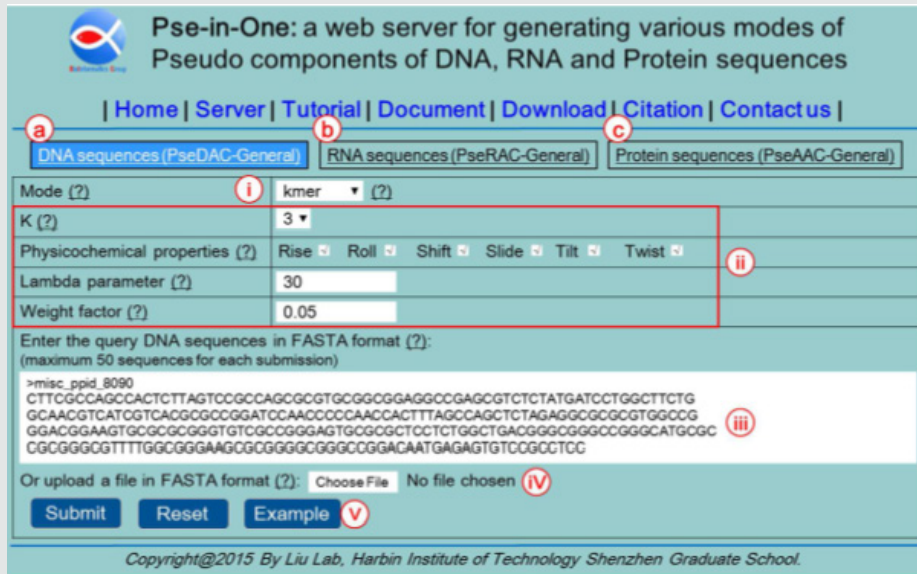 Pse-in-One: a web server for generating various modes of
Pseudo components of DNA, RNA and Protein sequences
| Home | Server | Tutorial | Document | Download | Citation | Contact us |
a b c
DNA sequences (PseDAC-General) RNA sequences (PseRAC-General) Protein sequences (PseAAC-General)
Mode (?) i kmer (?)
K (?) 3
Physicochemical properties (?) Rise Roll Shift Slide Tilt Twist
ii
Lambda parameter (?) 30
Weight factor (?) 0.05
Enter the query DNA sequences in FASTA format (?):
(maximum 50 sequences for each submission)
>misc_ppid_8090
CTTCGCCAGCCACTCTTAGTCCGCCAGCGCGTGCGGCGGAGGCCGAGCGTCTCTATGATCCTGGCTTCTG
GCAACGTCATCGTCACGCGCCGGATCCAACCCCCAACCACTTTAGCCAGCTCTAGAGGCGCGCGTGGCCG
GGACGGAAGTGCGCGCGGGTGTCGCCGGGAGTGCGCGCTCCTCTGGCTGACGGGCGGGCCGGGCATGCGC
iii
CGCGGGCGTTTTGGCGGGAAGCGCGGGGCGGGCCGGACAATGAGAGTGTCCGCCTCC
Or upload a file in FASTA format (?): Choose File No file chosen iV
Submit Reset Example V
Copyright@2015 By Liu Lab, Harbin Institute of Technology Shenzhen Graduate School.